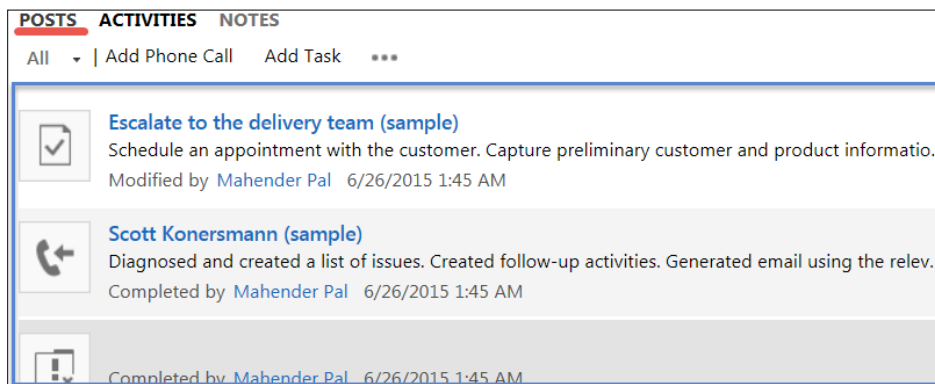 POSTS ACTIVITIES NOTES
All | Add Phone Call Add Task •••
Escalate to the delivery team (sample)
Schedule an appointment with the customer. Capture preliminary customer and product informatio.
Modified by Mahender Pal 6/26/2015 1:45 AM
Scott Konersmann (sample)
Diagnosed and created a list of issues. Created follow-up activities. Generated email using the relev.
Completed by Mahender Pal 6/26/2015 1:45 AM
Completed by Mahender Pal 6/26/2015 1:45 AM